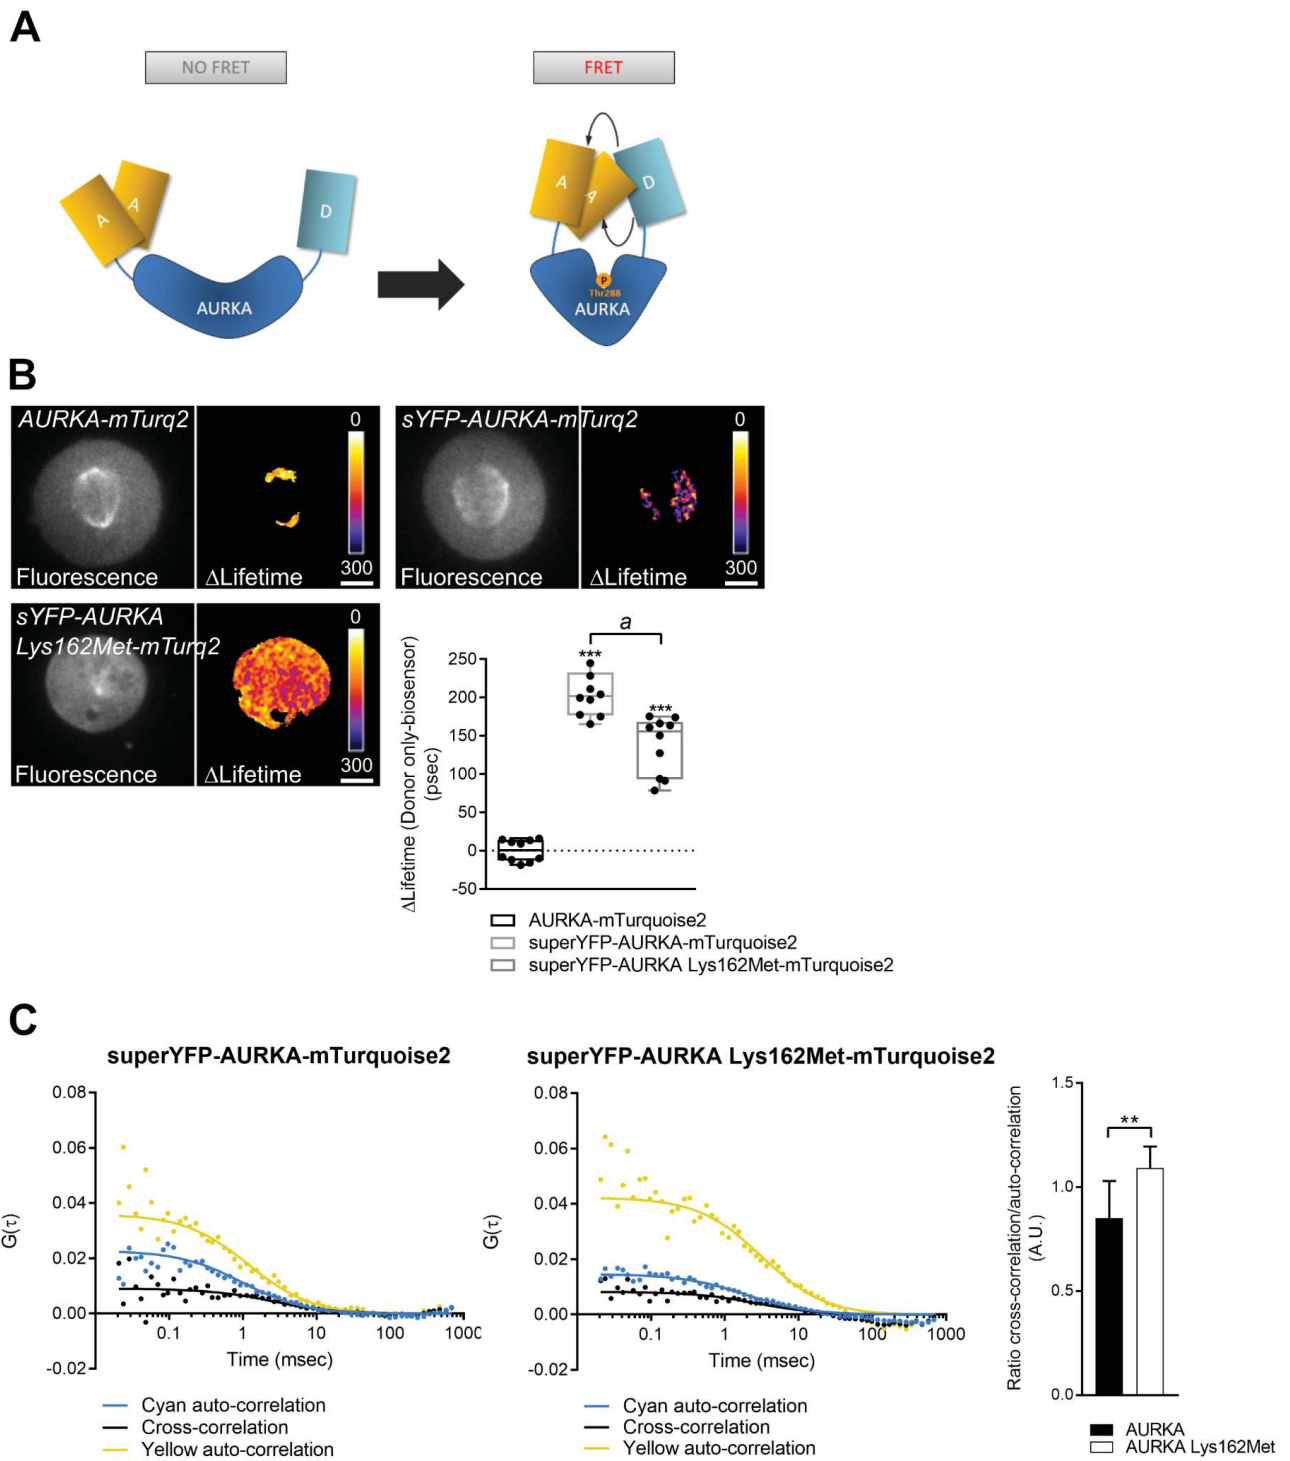 A
NO FRET
FRET
A
A
D
AURKA
A
A
D
P
Thr288
AURKA
B
AURKA-mTurq2
0
300
Fluorescence
ΔLifetime
sYFP-AURKA-mTurq2
0
300
Fluorescence
ΔLifetime
sYFP-AURKA
Lys162Met-mTurq2
0
300
Fluorescence
ΔLifetime
ΔLifetime (Donor only-biosensor)
(psec)
250
200
150
100
50
0
-50
***
***
a
AURKA-mTurquoise2
superYFP-AURKA-mTurquoise2
superYFP-AURKA Lys162Met-mTurquoise2
C
superYFP-AURKA-mTurquoise2
G(τ)
0.08
0.06
0.04
0.02
0.00
-0.02
0.1
1
10
100
1000
Time (msec)
Cyan auto-correlation
Cross-correlation
Yellow auto-correlation
superYFP-AURKA Lys162Met-mTurquoise2
G(τ)
0.08
0.06
0.04
0.02
0.00
-0.02
0.1
1
10
100
1000
Time (msec)
Cyan auto-correlation
Cross-correlation
Yellow auto-correlation
Ratio cross-correlation/auto-correlation
(A.U.)
1.5
1.0
0.5
0.0
**
AURKA
AURKA Lys162Met